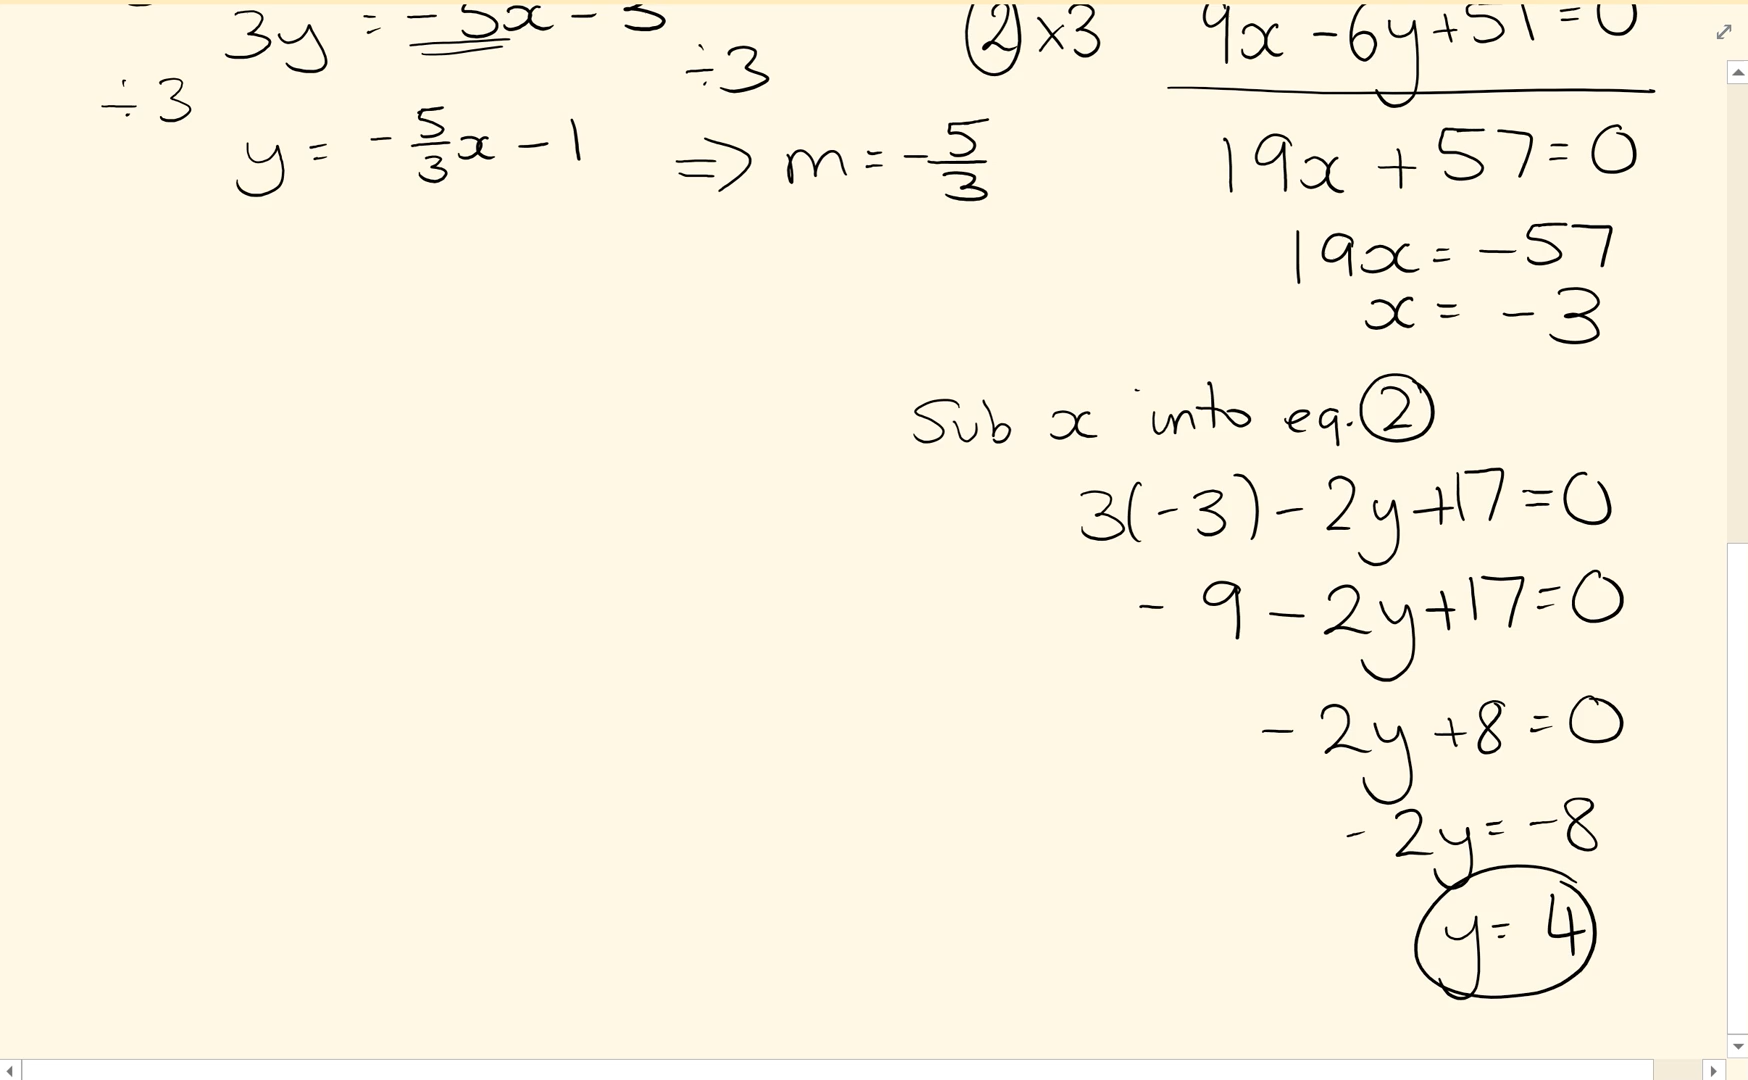 3y = -5x - 3
÷3 ÷3
y = -5/3x - 1 => m = -5/3
②×3 9x - 6y + 51 = 0
19x + 57 = 0
19x = -57
x = -3
Sub x into eq. ②
3(-3) - 2y + 17 = 0
-9 - 2y + 17 = 0
-2y + 8 = 0
-2y = -8
y = 4